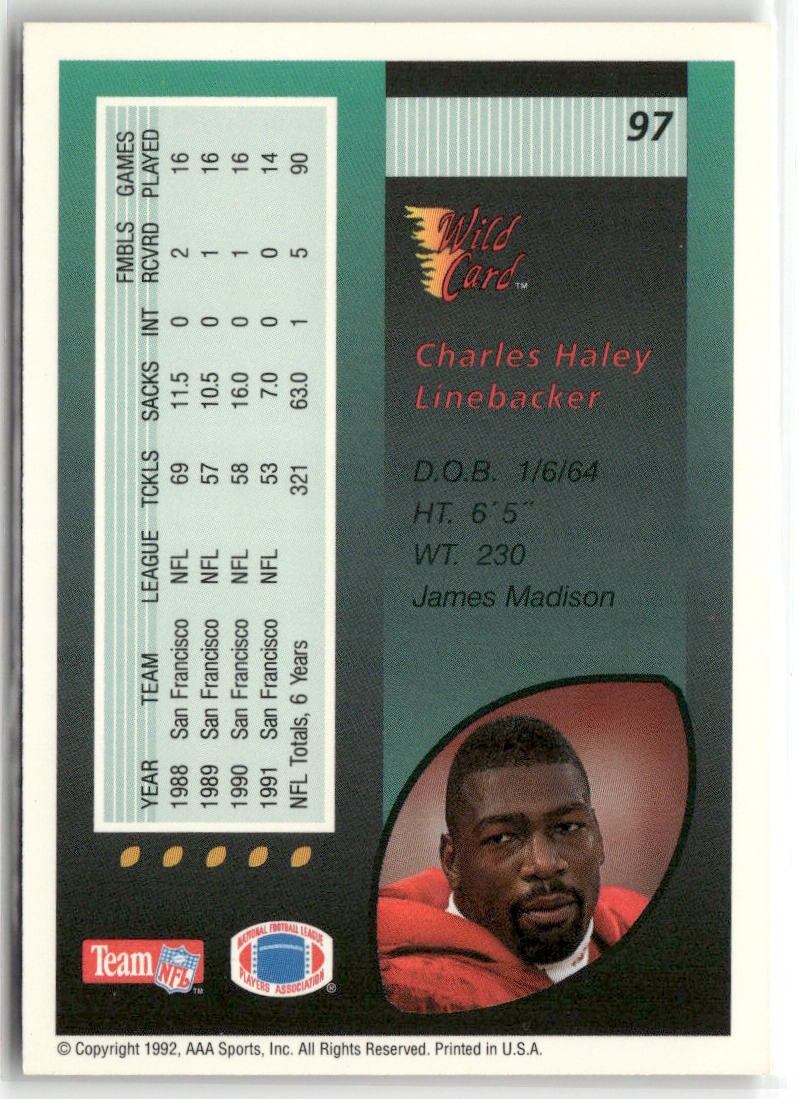 97
Wild
Card™
Charles Haley
Linebacker
D.O.B. 1/6/64
HT. 6´5˝
WT. 230
James Madison
FMBLS GAMES
YEAR TEAM LEAGUE TCKLS SACKS INT RCVRD PLAYED
1988 San Francisco NFL 69 11.5 0 2 16
1989 San Francisco NFL 57 10.5 0 1 16
1990 San Francisco NFL 58 16.0 0 1 16
1991 San Francisco NFL 53 7.0 0 0 14
NFL Totals, 6 Years 321 63.0 1 5 90
Team NFL™
NATIONAL FOOTBALL LEAGUE
PLAYERS ASSOCIATION®
© Copyright 1992, AAA Sports, Inc. All Rights Reserved. Printed in U.S.A.